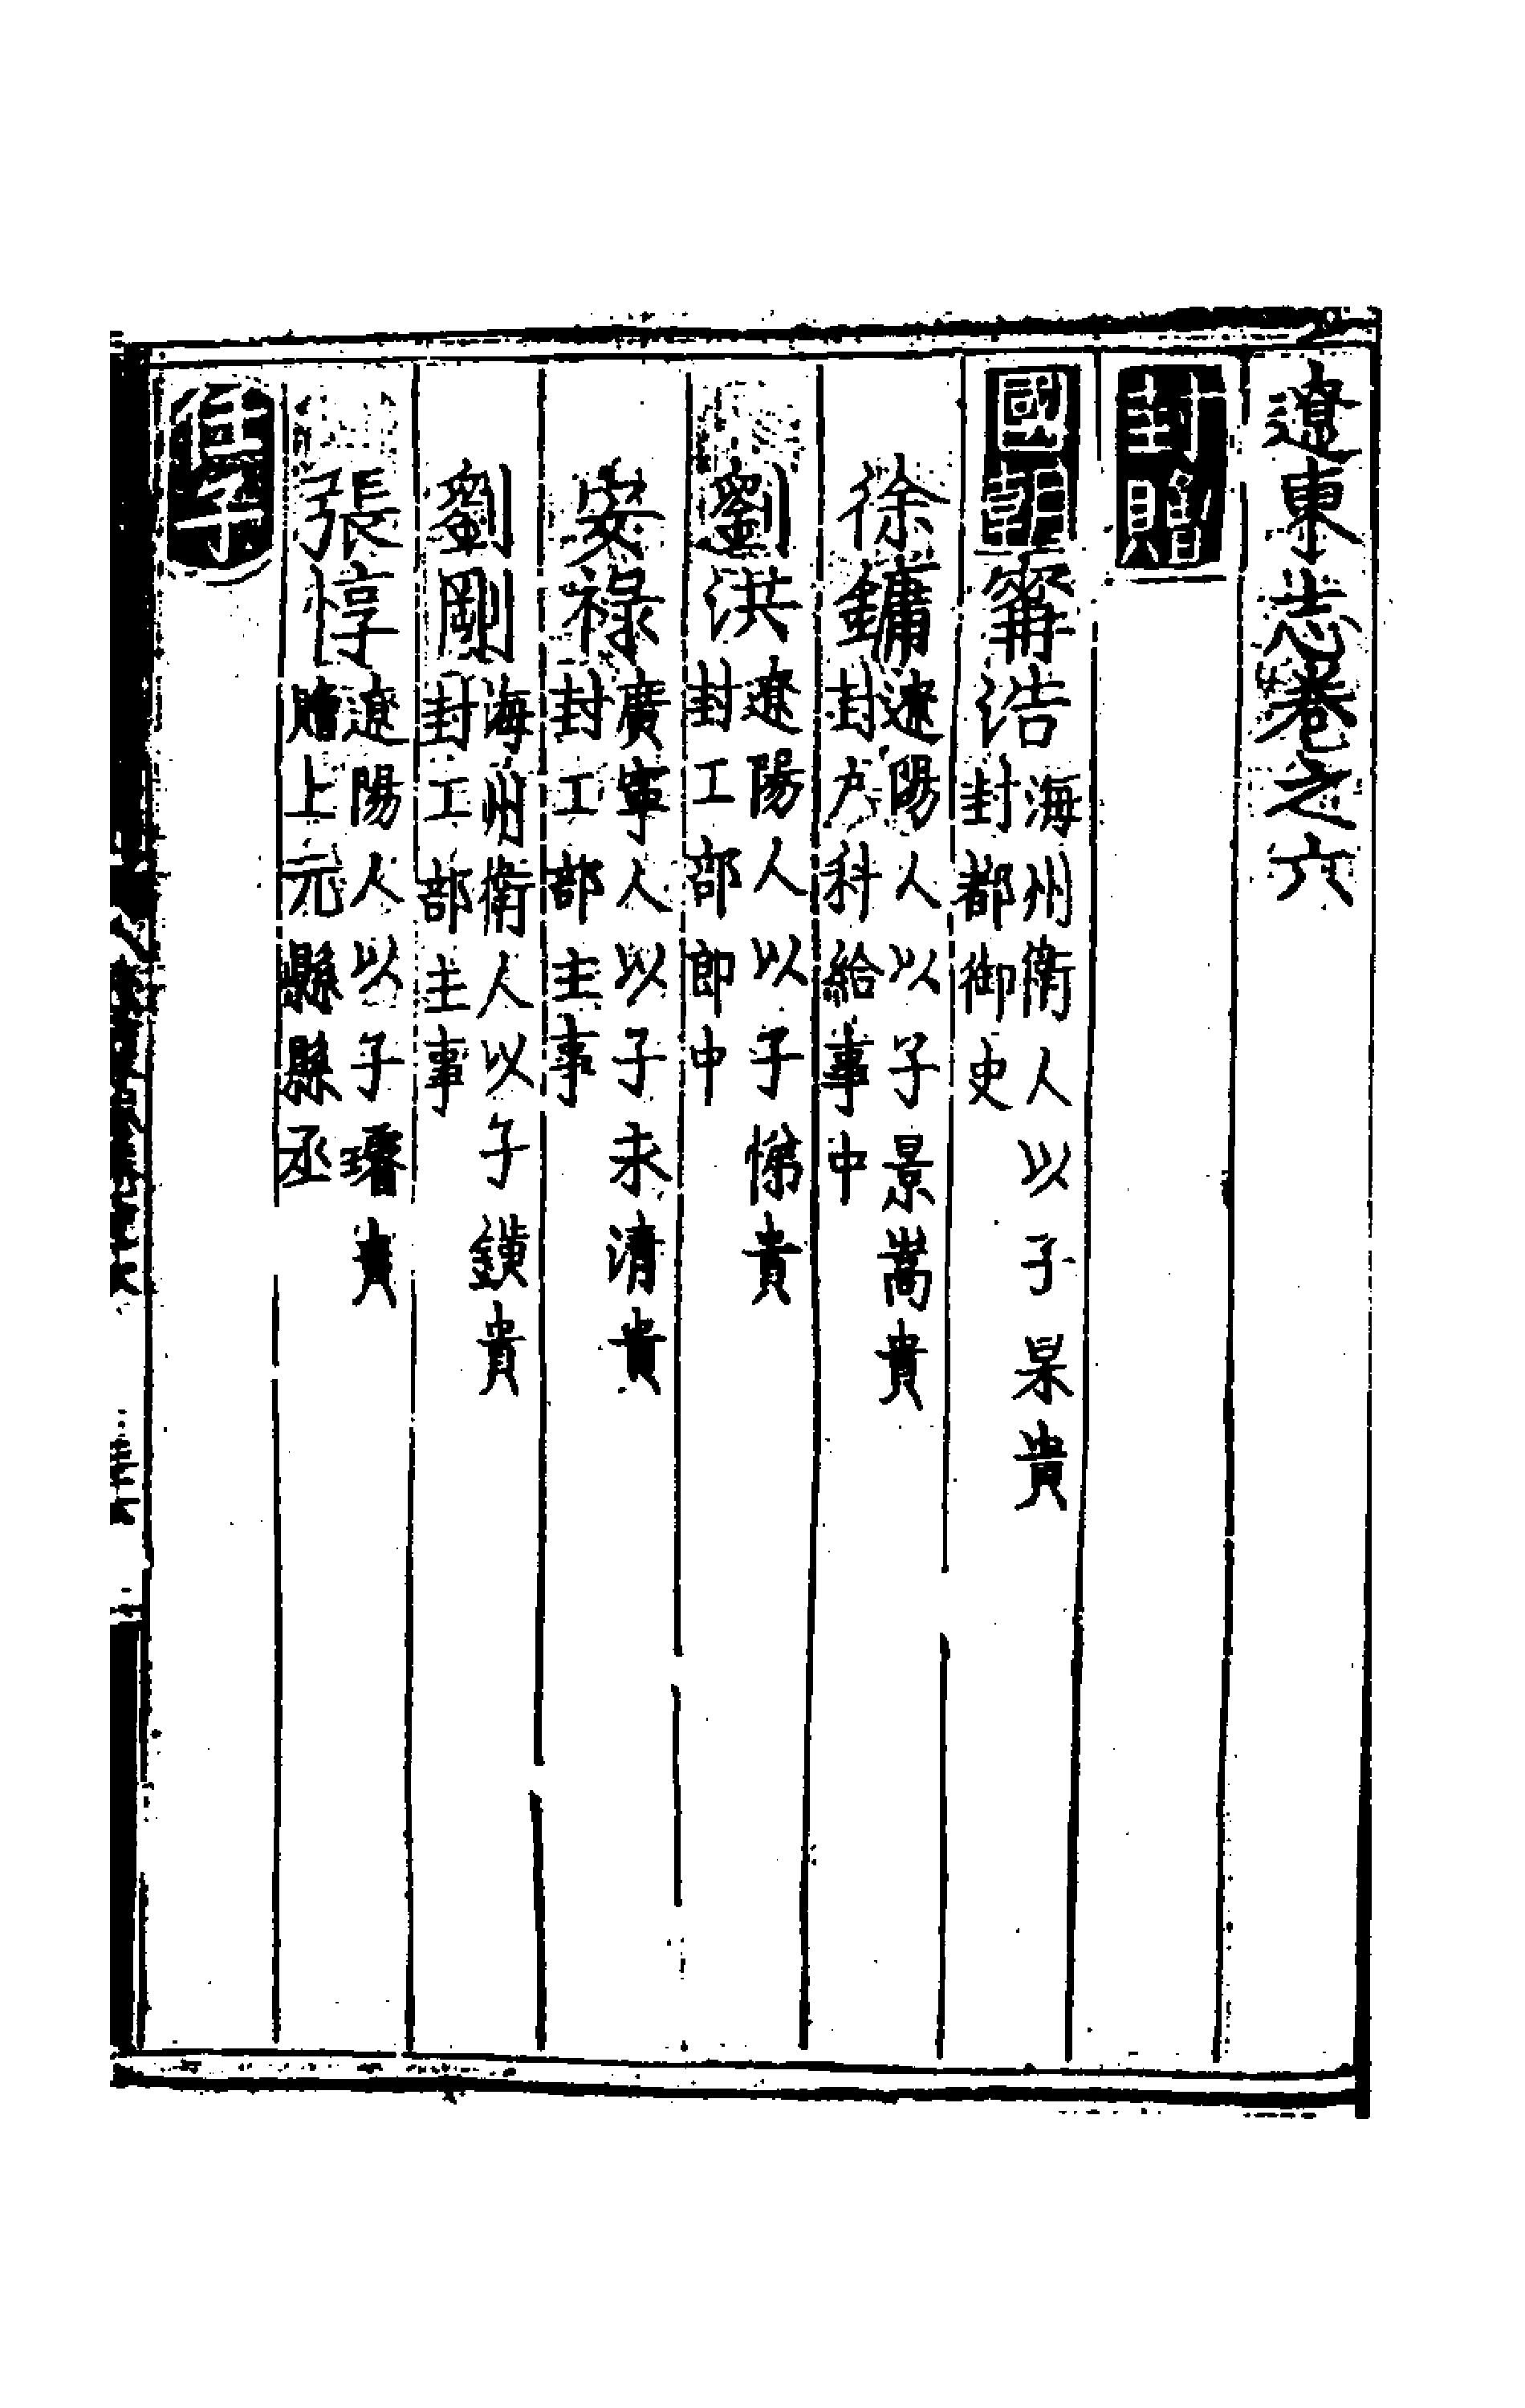 遼東志卷之六
封贈
國朝甯浩海州衛人以子杲貴封都御史
徐鏞遼陽人以子景嵩貴封户科給事中
劉洪遼陽人以子悌貴封工部郎中
安祿廣寧人以子永清貴封工部主事
劉剛海州衛人以子鐄貴封工部主事
張惇遼陽人以子璿貴贈上元縣縣丞
任子